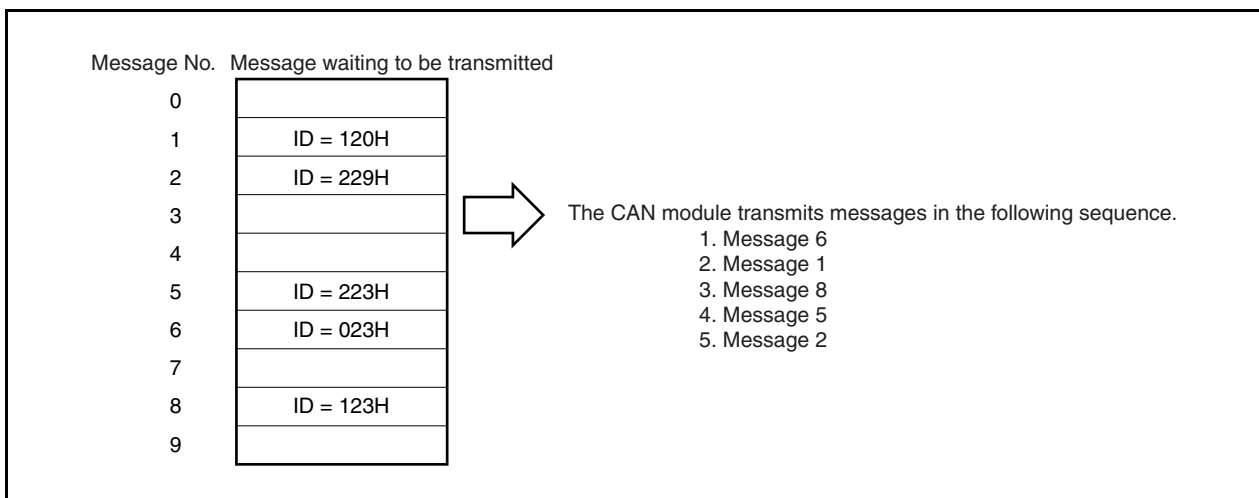 Message No. Message waiting to be transmitted
0
1 ID = 120H
2 ID = 229H
3
4
5 ID = 223H
6 ID = 023H
7
8 ID = 123H
9
The CAN module transmits messages in the following sequence.
1. Message 6
2. Message 1
3. Message 8
4. Message 5
5. Message 2